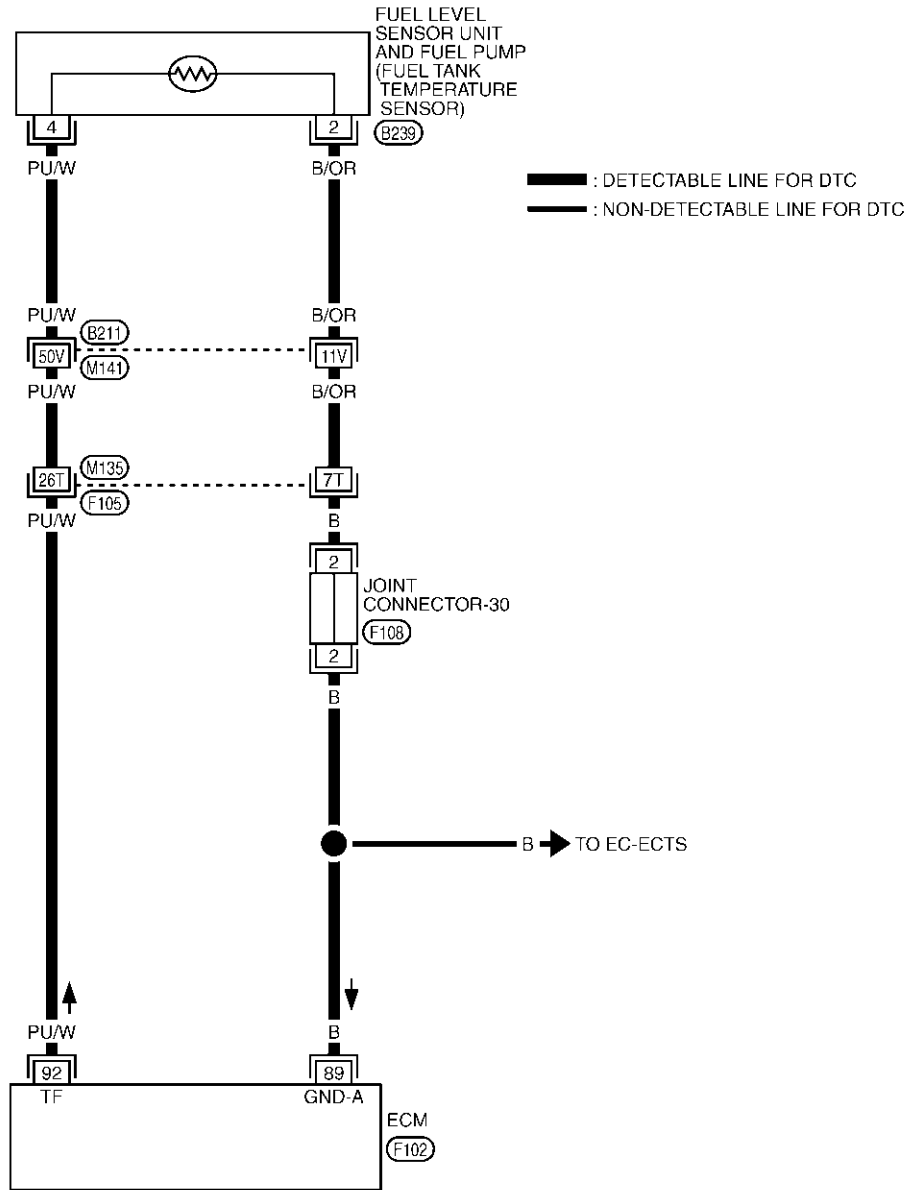 FUEL LEVEL
SENSOR UNIT
AND FUEL PUMP
(FUEL TANK
TEMPERATURE
SENSOR)
4 2 B239
PU/W B/OR
: DETECTABLE LINE FOR DTC
: NON-DETECTABLE LINE FOR DTC
PU/W B/OR
B211
50V 11V
M141
PU/W B/OR
M135
26T 7T
F105
PU/W B
2
JOINT
CONNECTOR-30
F108
2
B
B TO EC-ECTS
PU/W B
92 89
TF GND-A
ECM
F102